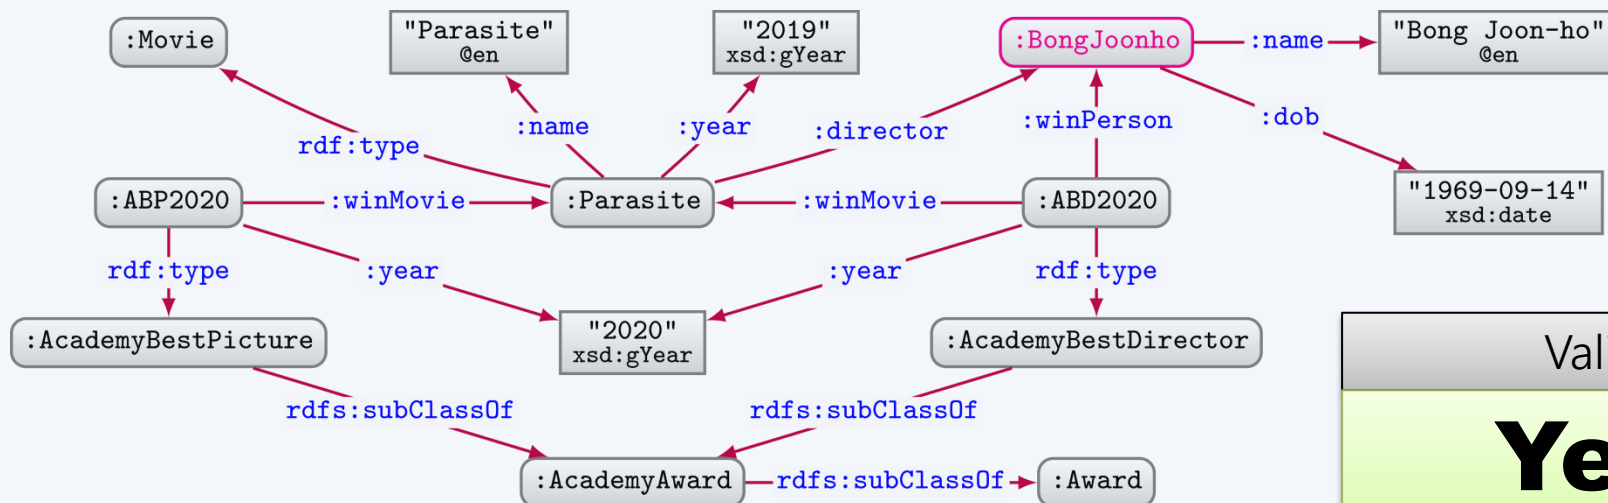 :Movie
"Parasite"
@en
"2019"
xsd:gYear
:BongJoonho
:name
"Bong Joon-ho"
@en
:name
:year
:director
:winPerson
:dob
rdf:type
:ABP2020
:winMovie
:Parasite
:winMovie
:ABD2020
"1969-09-14"
xsd:date
rdf:type
:year
:year
rdf:type
:AcademyBestPicture
"2020"
xsd:gYear
:AcademyBestDirector
rdfs:subClassOf
rdfs:subClassOf
:AcademyAward
rdfs:subClassOf
:Award